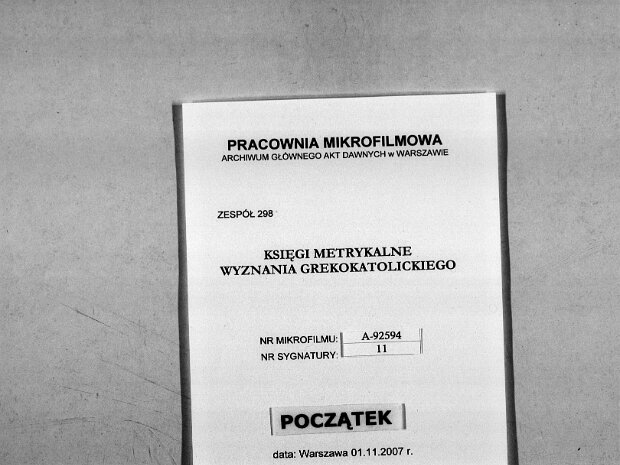 PRACOWNIA MIKROFILMOWA
ARCHIWUM GŁÓWNEGO AKT DAWNYCH w WARSZAWIE
ZESPÓŁ 298
KSIĘGI METRYKALNE
WYZNANIA GREKOKATOLICKIEGO
NR MIKROFILMU: A-92594
NR SYGNATURY: 11
POCZĄTEK
data: Warszawa 01.11.2007 r.